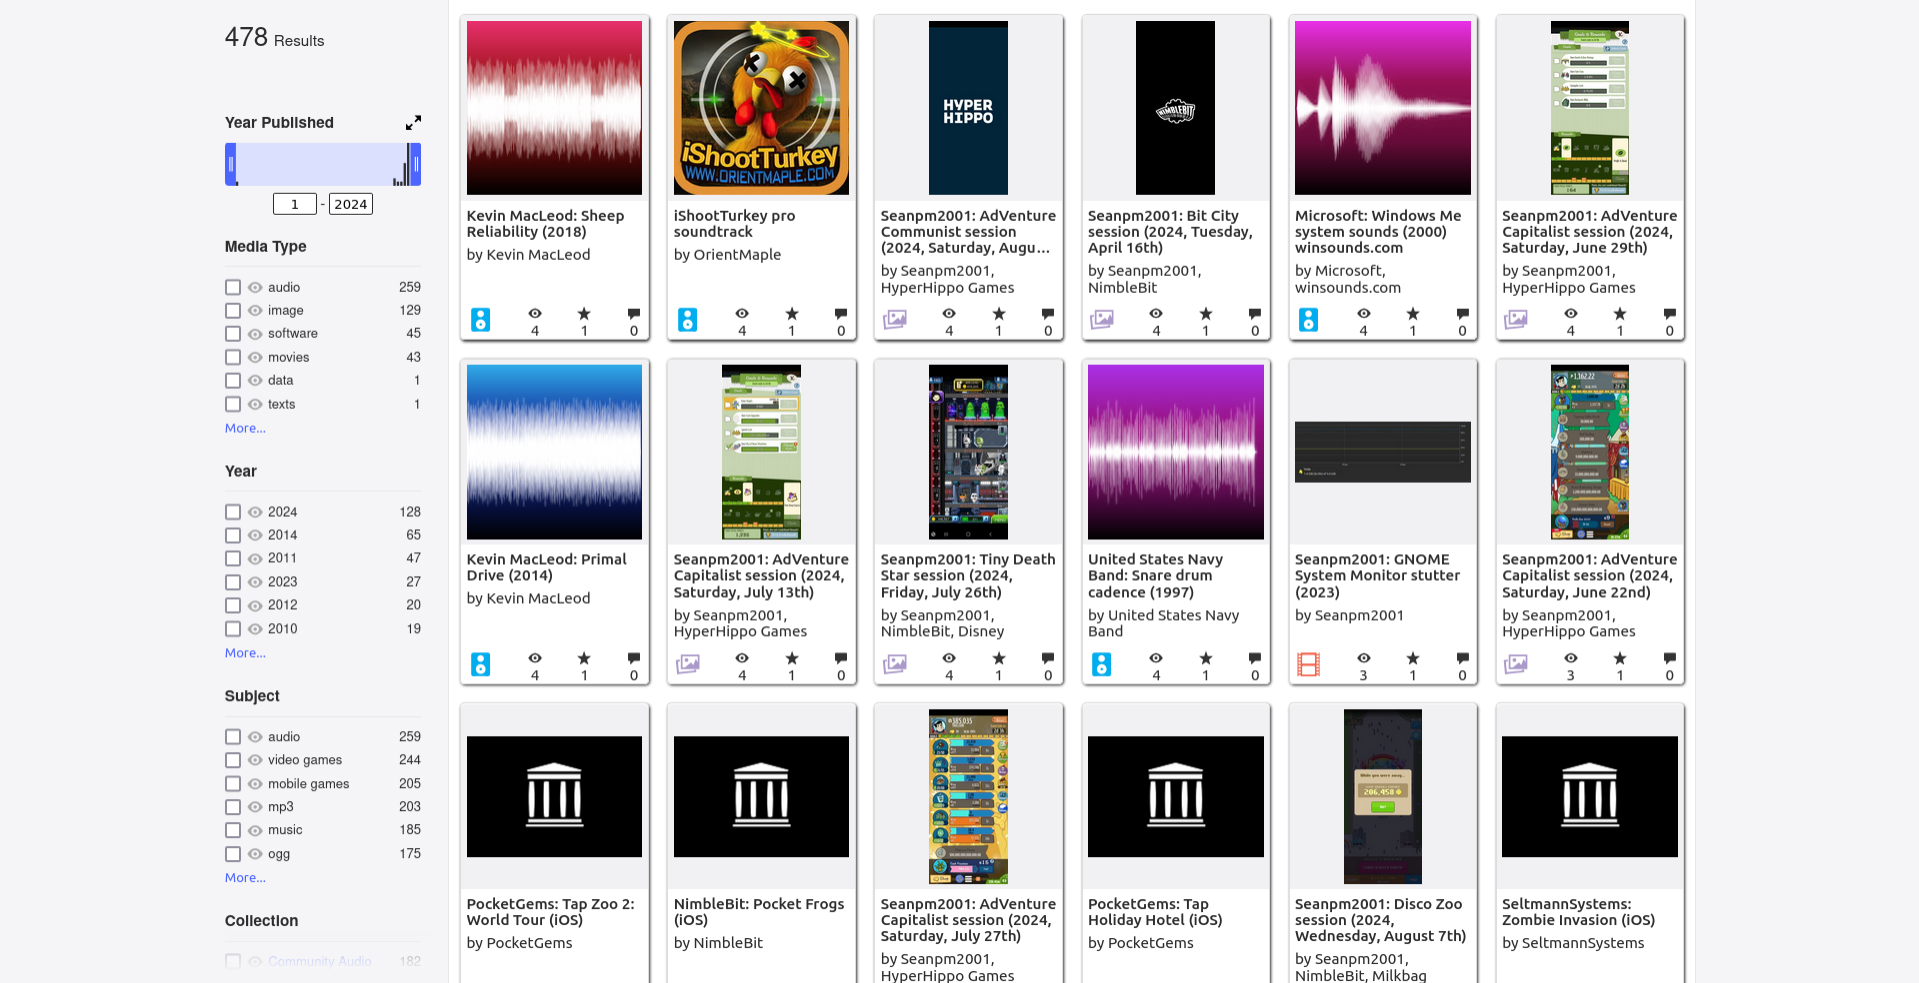 478 Results
Year Published
1 - 2024
Media Type
audio 259
image 129
software 45
movies 43
data 1
texts 1
More...
Year
2024 128
2014 65
2011 47
2023 27
2012 20
2010 19
More...
Subject
audio 259
video games 244
mobile games 205
mp3 203
music 185
ogg 175
More...
Collection
Community Audio 182
Kevin MacLeod: Sheep
Reliability (2018)
by Kevin MacLeod
4 1 0
iShootTurkey
WWW.ORIENTMAPLE.COM
iShootTurkey pro
soundtrack
by OrientMaple
4 1 0
HYPER
HIPPO
Seanpm2001: AdVenture
Communist session
(2024, Saturday, Augu...
by Seanpm2001,
HyperHippo Games
4 1 0
NIMBLEBIT
Seanpm2001: Bit City
session (2024, Tuesday,
April 16th)
by Seanpm2001,
NimbleBit
4 1 0
Microsoft: Windows Me
system sounds (2000)
winsounds.com
by Microsoft,
winsounds.com
4 1 0
Seanpm2001: AdVenture
Capitalist session (2024,
Saturday, June 29th)
by Seanpm2001,
HyperHippo Games
4 1 0
Kevin MacLeod: Primal
Drive (2014)
by Kevin MacLeod
4 1 0
Seanpm2001: AdVenture
Capitalist session (2024,
Saturday, July 13th)
by Seanpm2001,
HyperHippo Games
4 1 0
Seanpm2001: Tiny Death
Star session (2024,
Friday, July 26th)
by Seanpm2001,
NimbleBit, Disney
4 1 0
United States Navy
Band: Snare drum
cadence (1997)
by United States Navy
Band
4 1 0
Seanpm2001: GNOME
System Monitor stutter
(2023)
by Seanpm2001
3 1 0
1,162.22
Seanpm2001: AdVenture
Capitalist session (2024,
Saturday, June 22nd)
by Seanpm2001,
HyperHippo Games
3 1 0
PocketGems: Tap Zoo 2:
World Tour (iOS)
by PocketGems
NimbleBit: Pocket Frogs
(iOS)
by NimbleBit
385.035
Seanpm2001: AdVenture
Capitalist session (2024,
Saturday, July 27th)
by Seanpm2001,
HyperHippo Games
PocketGems: Tap
Holiday Hotel (iOS)
by PocketGems
While you were away...
206,458
Seanpm2001: Disco Zoo
session (2024,
Wednesday, August 7th)
by Seanpm2001,
NimbleBit, Milkbag
SeltmannSystems:
Zombie Invasion (iOS)
by SeltmannSystems